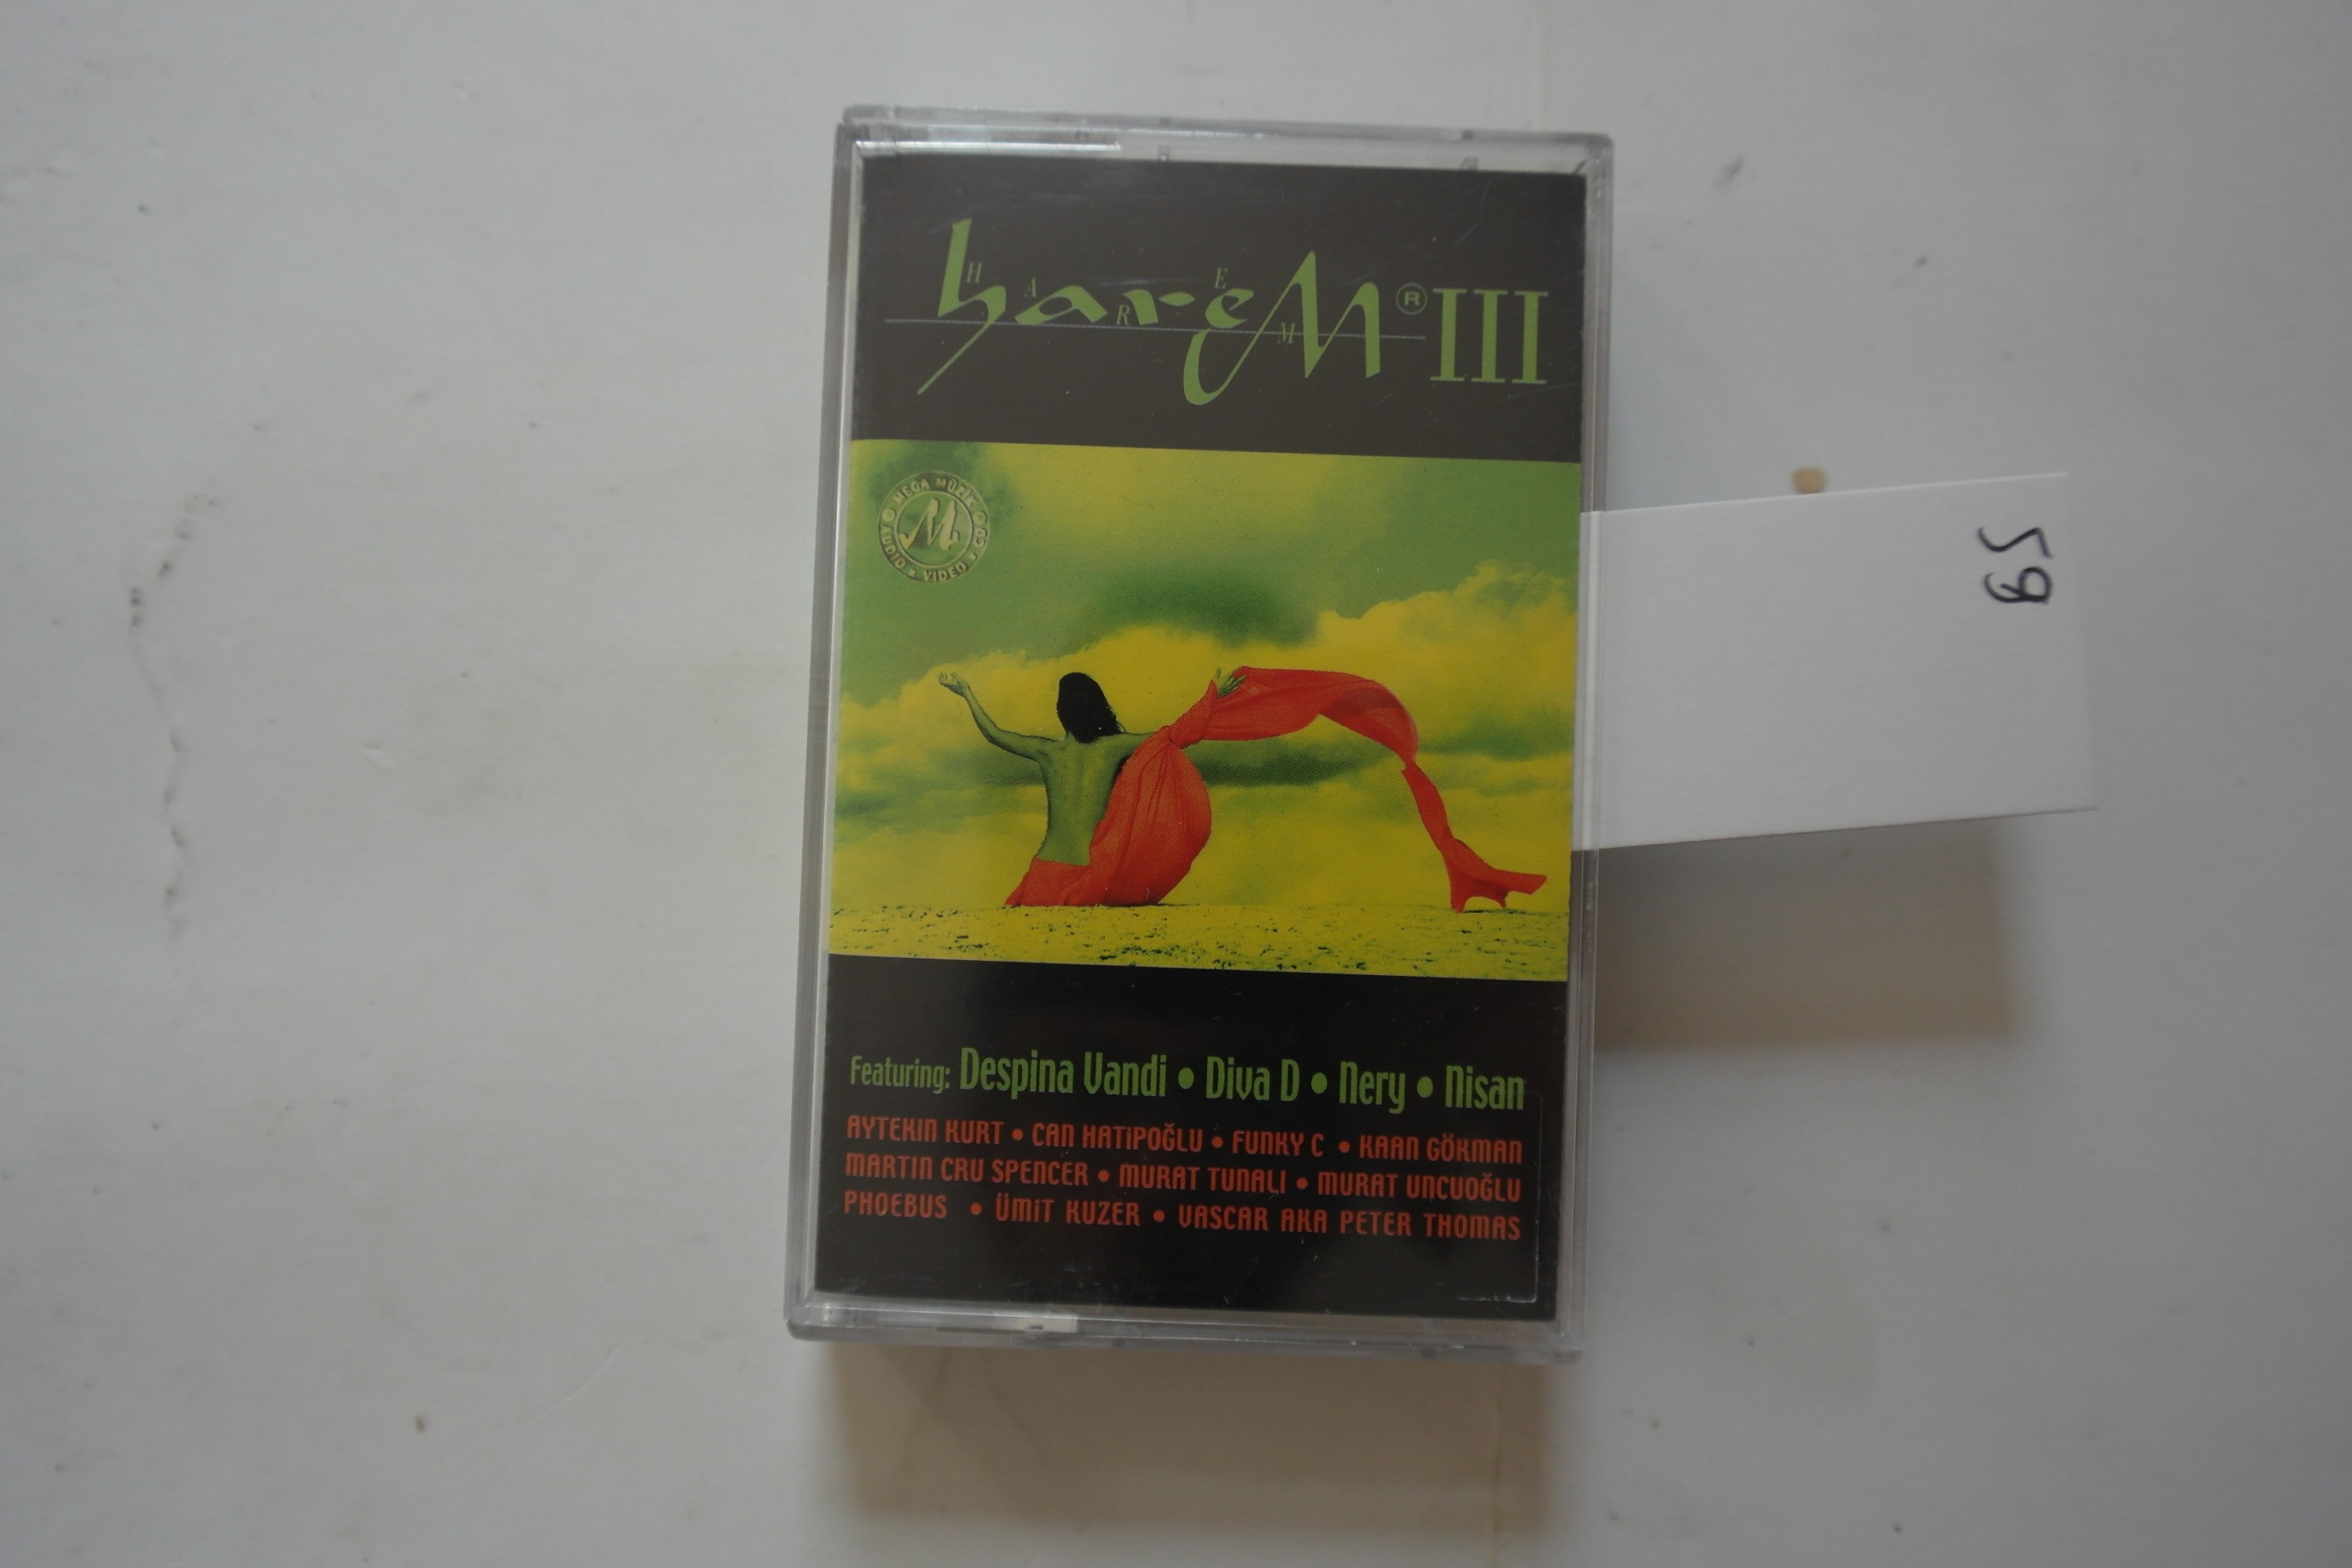 harem® III
H A R E M
MEGA MÜZİK
AUDIO • VIDEO • CD
Featuring: Despina Vandi • Diva D • Nery • Nisan
AYTEKIN KURT • CAN HATİPOĞLU • FUNKY C • KAAN GÖKMAN
MARTIN CRU SPENCER • MURAT TUNALI • MURAT UNCUOĞLU
PHOEBUS • ÜMİT KUZER • VASCAR AKA PETER THOMAS